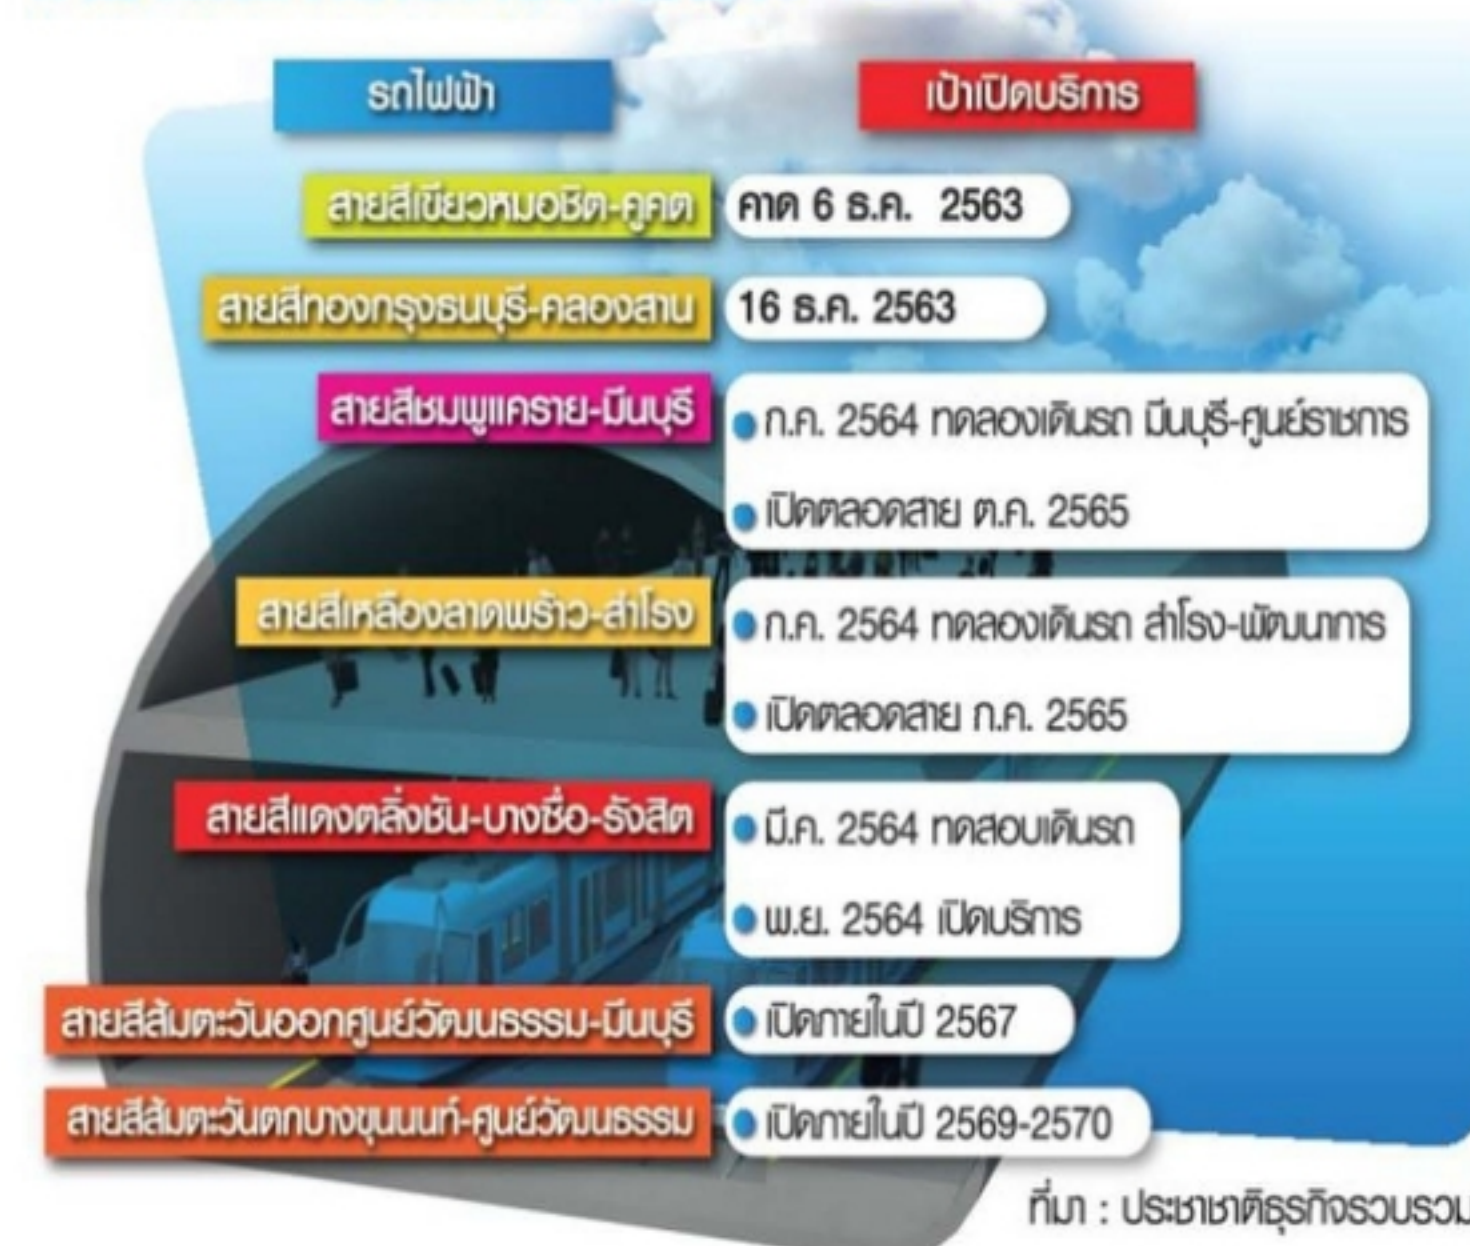 รถไฟฟ้า
เป้าเปิดบริการ
สายสีเขียวหมอชิต-คูคต
คาด 6 ธ.ค. 2563
สายสีทองกรุงธนบุรี-คลองสาน
16 ธ.ค. 2563
สายสีชมพูแคราย-มีนบุรี
• ก.ค. 2564 ทดลองเดินรถ มีนบุรี-ศูนย์ราชการ
• เปิดตลอดสาย ต.ค. 2565
สายสีเหลืองลาดพร้าว-สำโรง
• ก.ค. 2564 ทดลองเดินรถ สำโรง-พัฒนาการ
• เปิดตลอดสาย ก.ค. 2565
สายสีแดงตลิ่งชัน-บางซื่อ-รังสิต
• มี.ค. 2564 ทดสอบเดินรถ
• พ.ย. 2564 เปิดบริการ
สายสีส้มตะวันออกศูนย์วัฒนธรรม-มีนบุรี
• เปิดภายในปี 2567
สายสีส้มตะวันตกบางขุนนนท์-ศูนย์วัฒนธรรม
• เปิดภายในปี 2569-2570
ที่มา : ประชาชาติธุรกิจรวบรวม